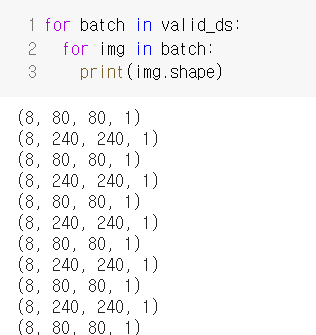 1 for batch in valid_ds:
2   for img in batch:
3     print(img.shape)
(8, 80, 80, 1)
(8, 240, 240, 1)
(8, 80, 80, 1)
(8, 240, 240, 1)
(8, 80, 80, 1)
(8, 240, 240, 1)
(8, 80, 80, 1)
(8, 240, 240, 1)
(8, 80, 80, 1)
(8, 240, 240, 1)
(8, 80, 80, 1)